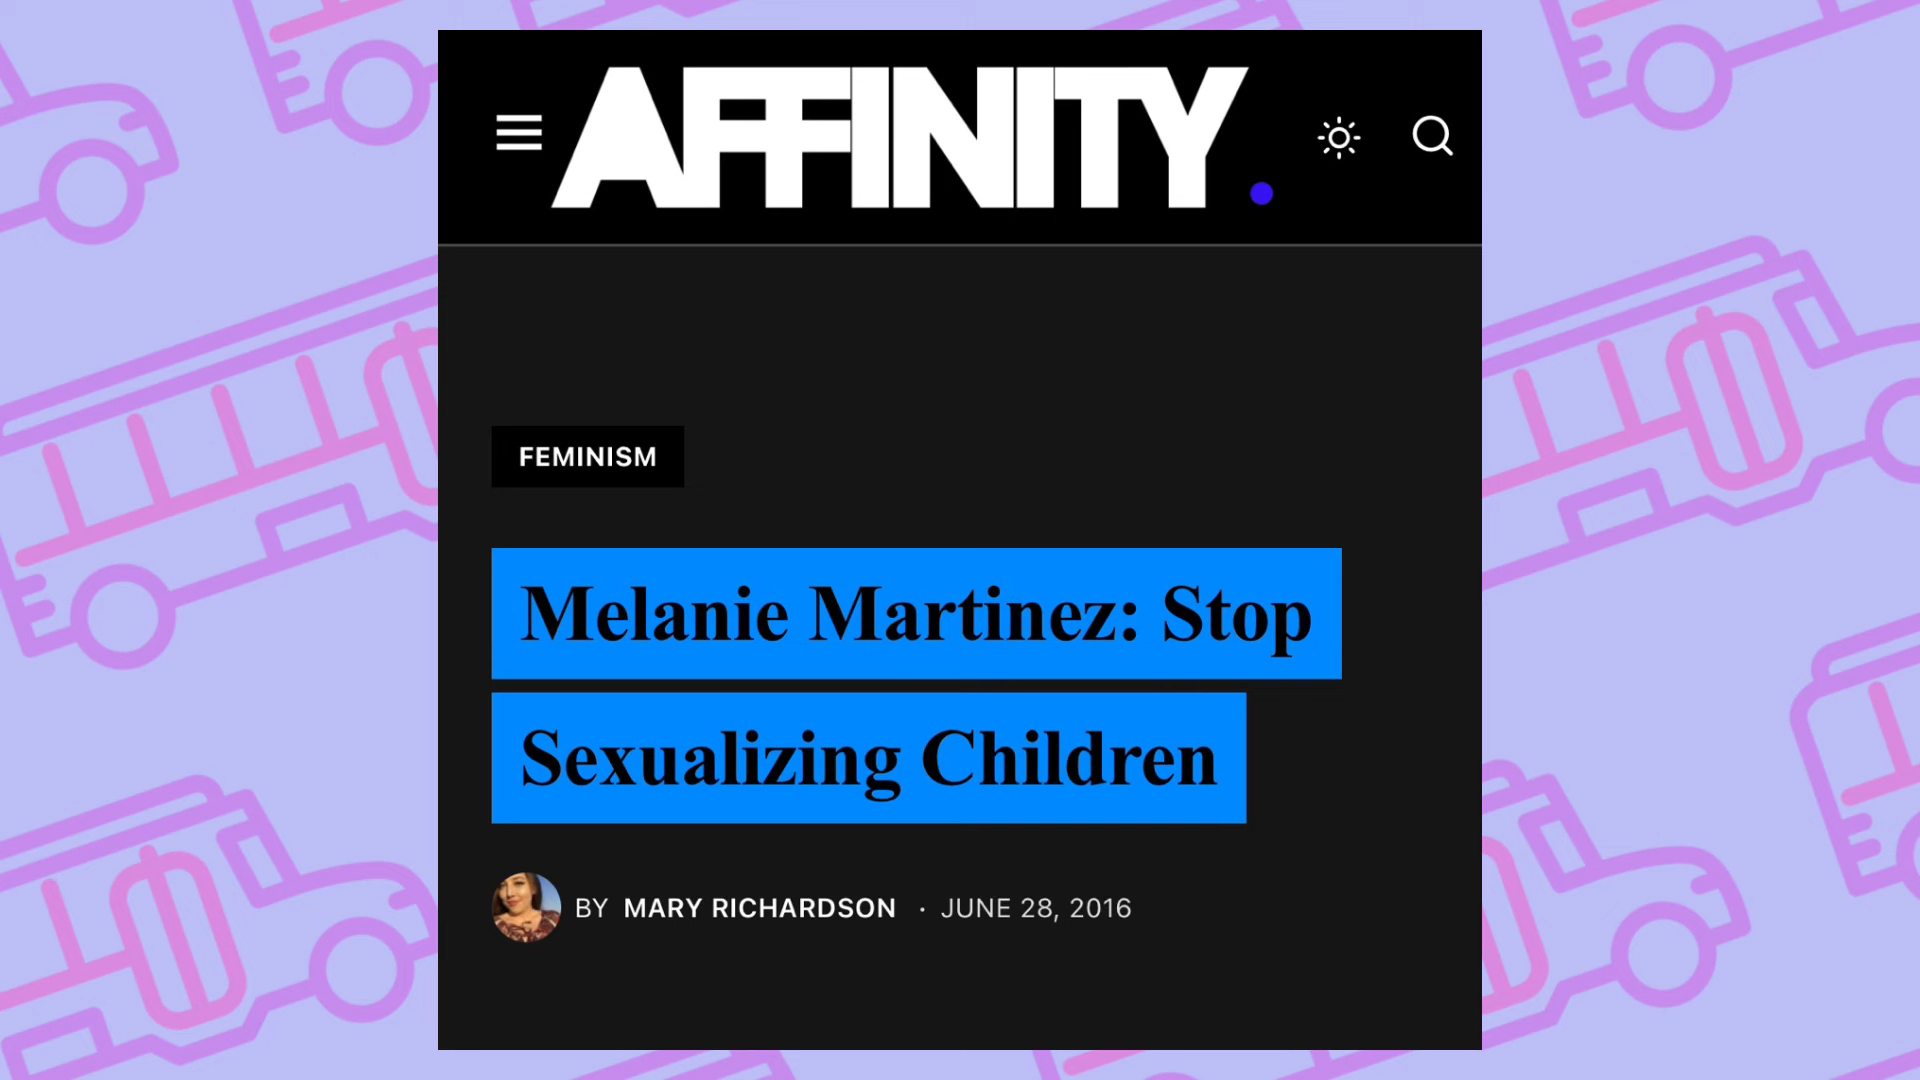 AFFINITY.
FEMINISM
Melanie Martinez: Stop
Sexualizing Children
BY MARY RICHARDSON · JUNE 28, 2016